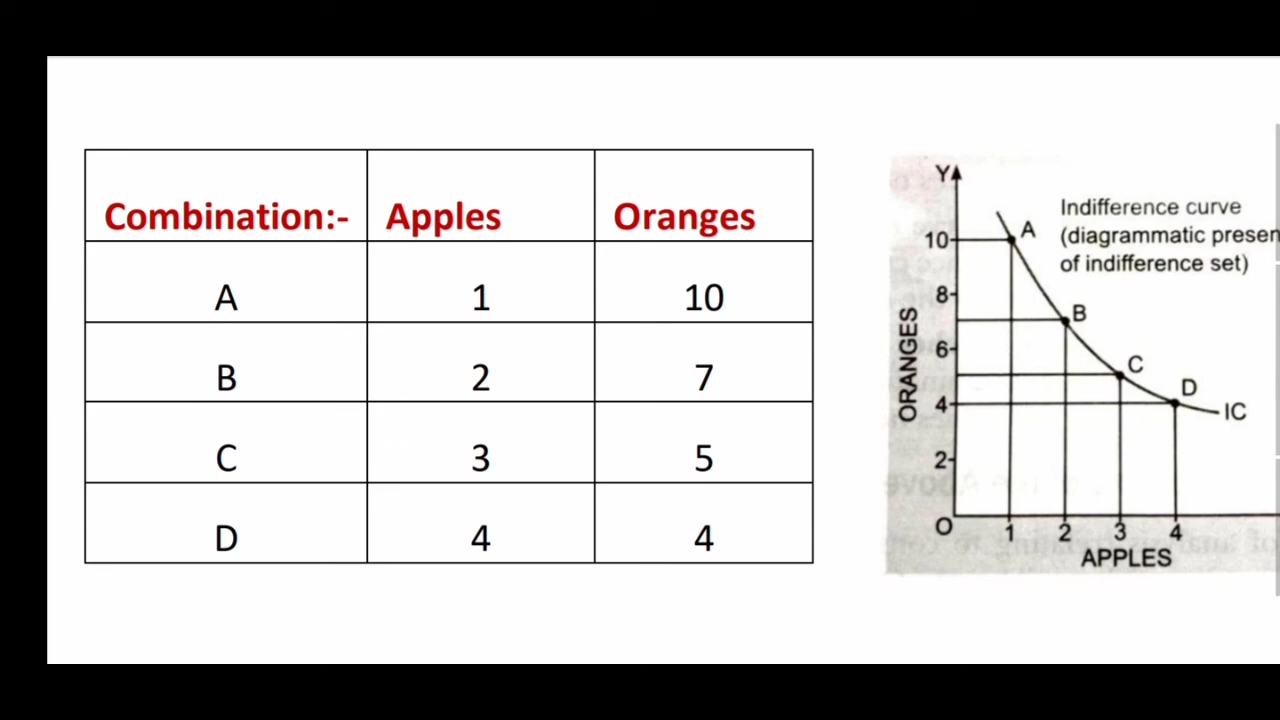 Combination:- Apples Oranges
A 1 10
B 2 7
C 3 5
D 4 4
Y
Indifference curve
(diagrammatic presen
of indifference set)
10
8
6
4
2
O
A
B
C
D
IC
ORANGES
1 2 3 4
APPLES